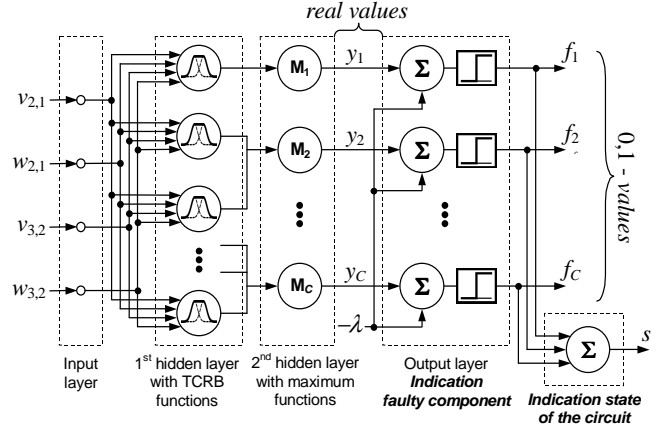 real values
v2,1
w2,1
v3,2
w3,2
M1
M2
MC
y1
y2
yC
−λ
Σ
Σ
Σ
f1
f2
fC
0,1 - values
Σ
s
Input
layer
1st hidden layer
with TCRB
functions
2nd hidden layer
with maximum
functions
Output layer
Indication
faulty component
Indication state
of the circuit